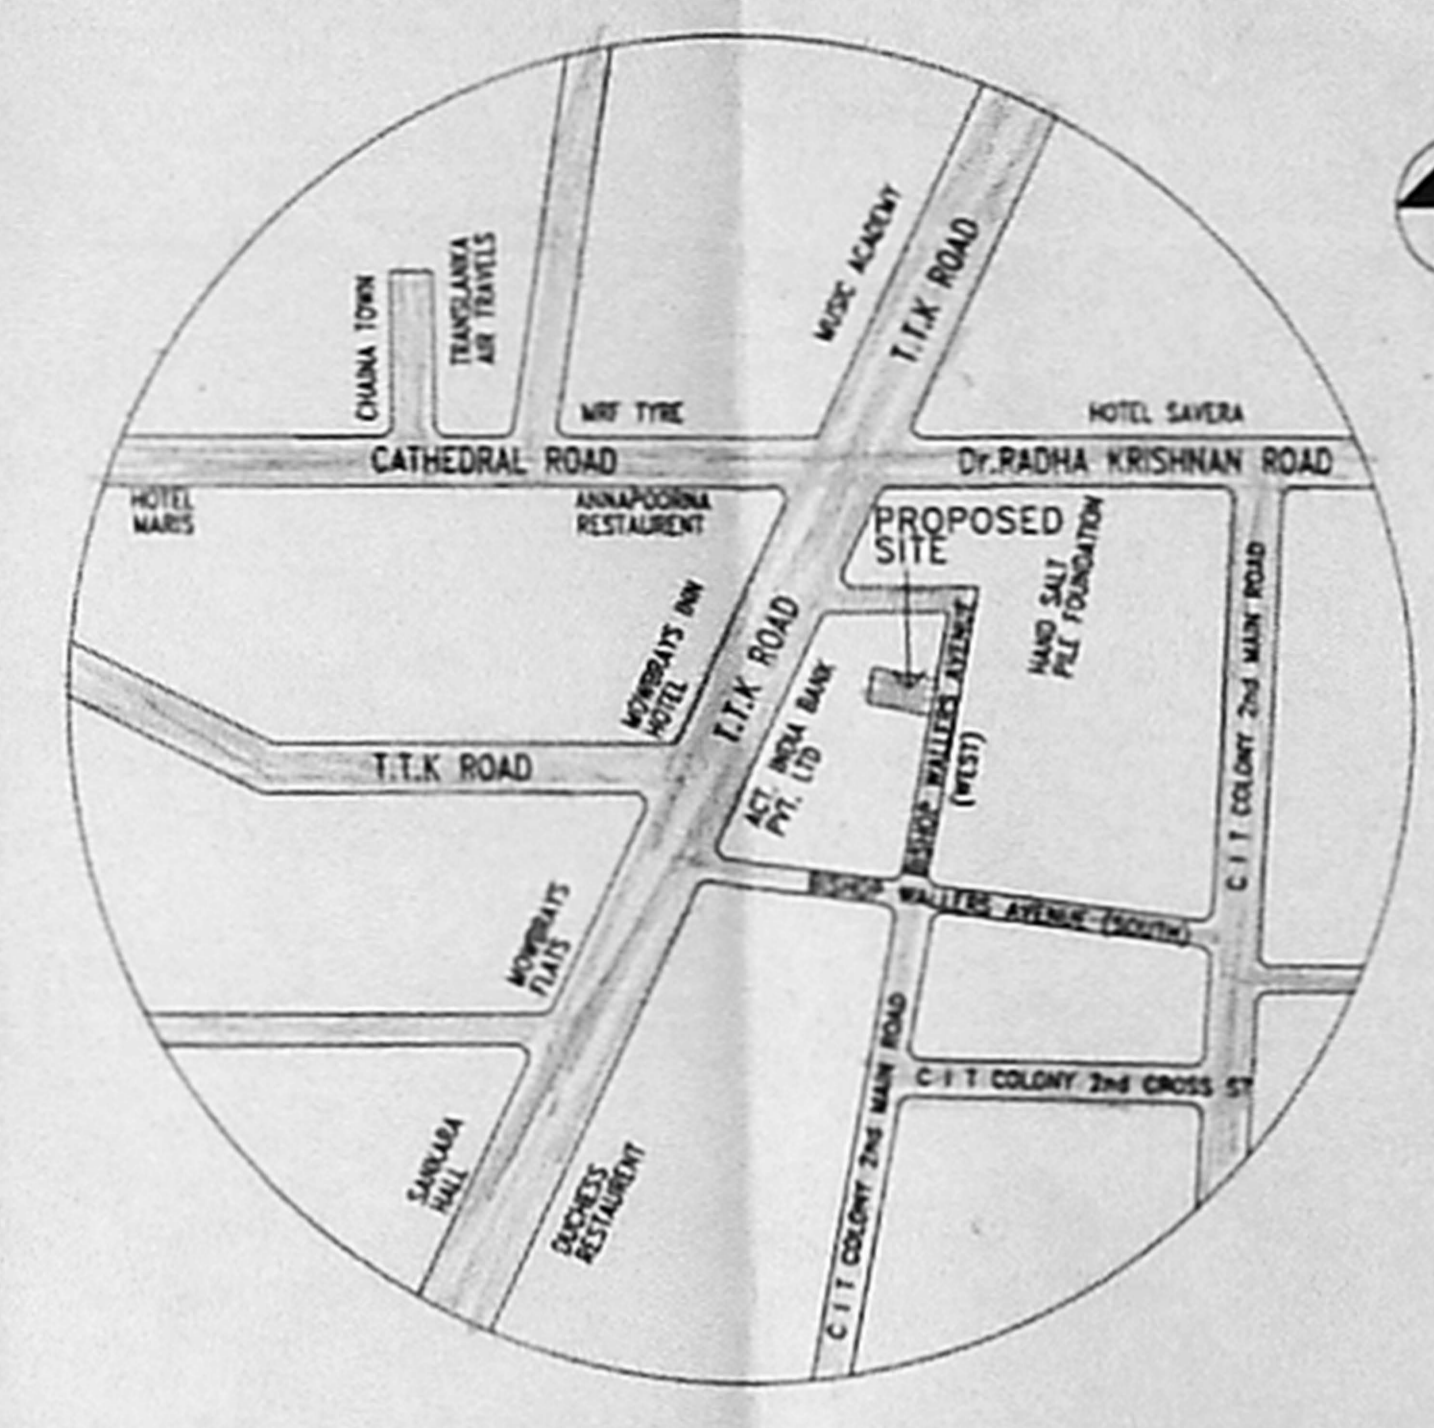 MUSIC ACADEMY
T.T.K ROAD
CHAINA TOWN
TRANSLANKA
AIR TRAVELS
MRF TYRE
HOTEL SAVERA
CATHEDRAL ROAD
Dr.RADHA KRISHNAN ROAD
HOTEL
MARIS
ANNAPOORNA
RESTAURENT
PROPOSED
SITE
HAND SALT
PILE FOUNDATION
MOWBRAYS INN
HOTEL
T.T.K ROAD
ACT. INDIA BANK
PVT. LTD
BISHOP WALLERS AVENUE
(WEST)
C I T COLONY 2nd MAIN ROAD
T.T.K ROAD
MOWBRAYS
FLATS
BISHOP WALLERS AVENUE (SOUTH)
C I T COLONY 2nd MAIN ROAD
C I T COLONY 2nd CROSS ST
SANKARA
HALL
DUCHESS
RESTAURENT